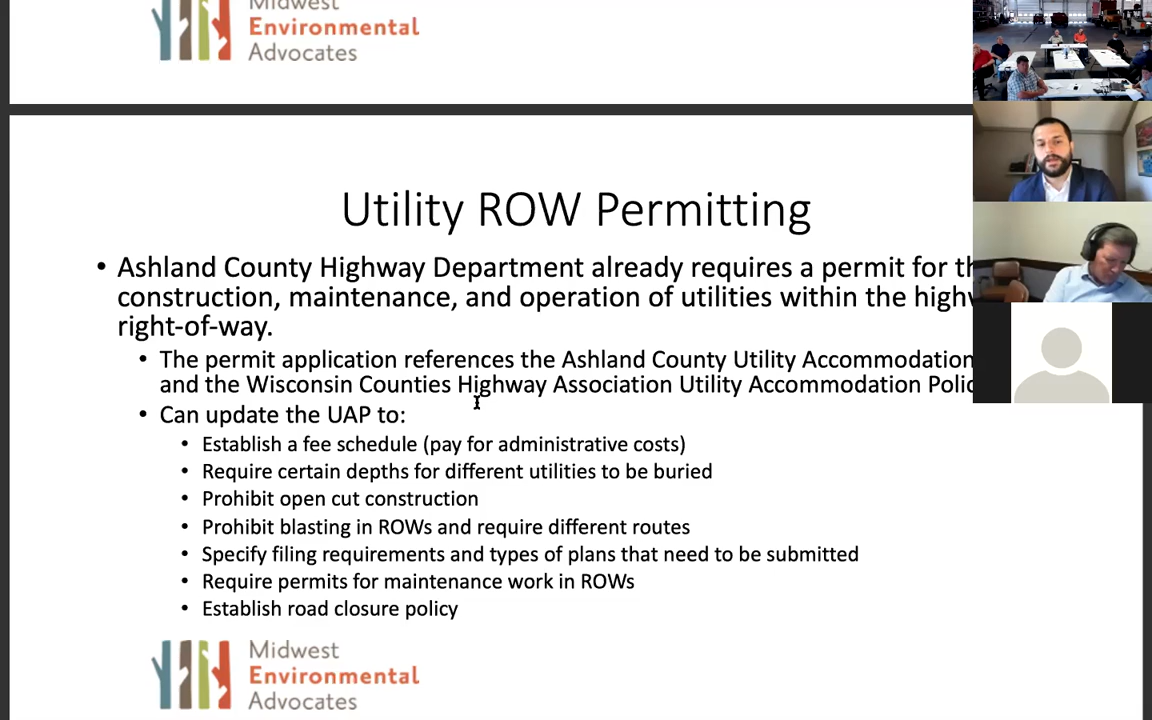 Midwest
Environmental
Advocates
Utility ROW Permitting
• Ashland County Highway Department already requires a permit for
construction, maintenance, and operation of utilities within the
right-of-way.
• The permit application references the Ashland County Utility Accommodation
and the Wisconsin Counties Highway Association Utility Accommodation
• Can update the UAP to:
• Establish a fee schedule (pay for administrative costs)
• Require certain depths for different utilities to be buried
• Prohibit open cut construction
• Prohibit blasting in ROWs and require different routes
• Specify filing requirements and types of plans that need to be submitted
• Require permits for maintenance work in ROWs
• Establish road closure policy
Midwest
Environmental
Advocates